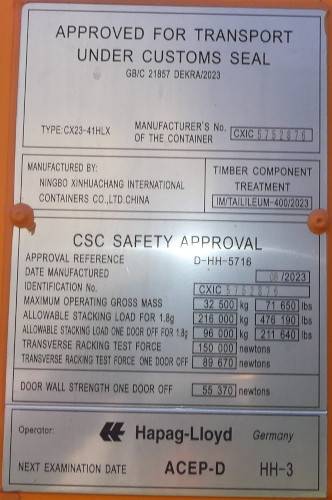 APPROVED FOR TRANSPORT
UNDER CUSTOMS SEAL
GB/C 21857 DEKRA/2023
TYPE:CX23-41HLX
MANUFACTURER'S No.
OF THE CONTAINER
CXIC 5752876
MANUFACTURED BY:
NINGBO XINHUACHANG INTERNATIONAL
CONTAINERS CO.,LTD.CHINA
TIMBER COMPONENT
TREATMENT
IM/TAILILEUM-400/2023
CSC SAFETY APPROVAL
APPROVAL REFERENCE D-HH-5716
DATE MANUFACTURED /2023
IDENTIFICATION No. CXIC 5752876
MAXIMUM OPERATING GROSS MASS 32 500 kg 71 650 lbs
ALLOWABLE STACKING LOAD FOR 1.8g 216 000 kg 476 190 lbs
ALLOWABLE STACKING LOAD ONE DOOR OFF FOR 1.8g 96 000 kg 211 640 lbs
TRANSVERSE RACKING TEST FORCE 150 000 newtons
TRANSVERSE RACKING TEST FORCE ONE DOOR OFF 89 670 newtons
DOOR WALL STRENGTH ONE DOOR OFF 55 370 newtons
Operator: Hapag-Lloyd Germany
NEXT EXAMINATION DATE ACEP-D HH-3